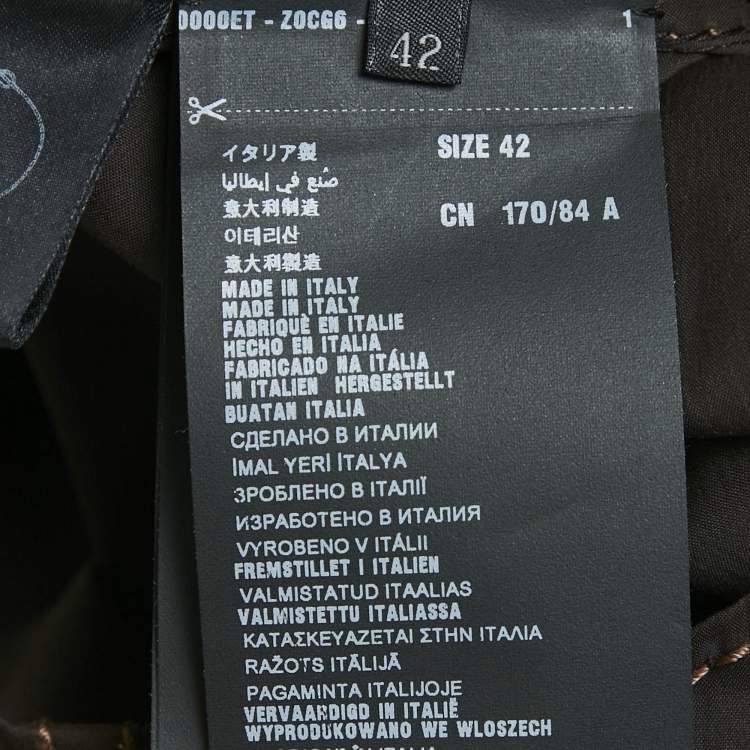 0000ET - Z0CG6 -
1
42
SIZE 42
CN 170/84 A
イタリア製
صُنع في إيطاليا
意大利制造
이테리산
意大利製造
MADE IN ITALY
MADE IN ITALY
FABRIQUÈ EN ITALIE
HECHO EN ITALIA
FABRICADO NA ITÁLIA
IN ITALIEN HERGESTELLT
BUATAN ITALIA
СДЕЛАНО В ИТАЛИИ
İMAL YERİ İTALYA
ЗРОБЛЕНО В ІТАЛІЇ
ИЗРАБОТЕНО В ИТАЛИЯ
VYROBENO V ITÁLII
FREMSTILLET I ITALIEN
VALMISTATUD ITAALIAS
VALMISTETTU ITALIASSA
ΚΑΤΑΣΚΕΥΑΖΕΤΑΙ ΣΤΗΝ ΙΤΑΛΙΑ
RAŽOTS ITĀLIJĀ
PAGAMINTA ITALIJOJE
VERVAARDIGD IN ITALIË
WYPRODUKOWANO WE WLOSZECH